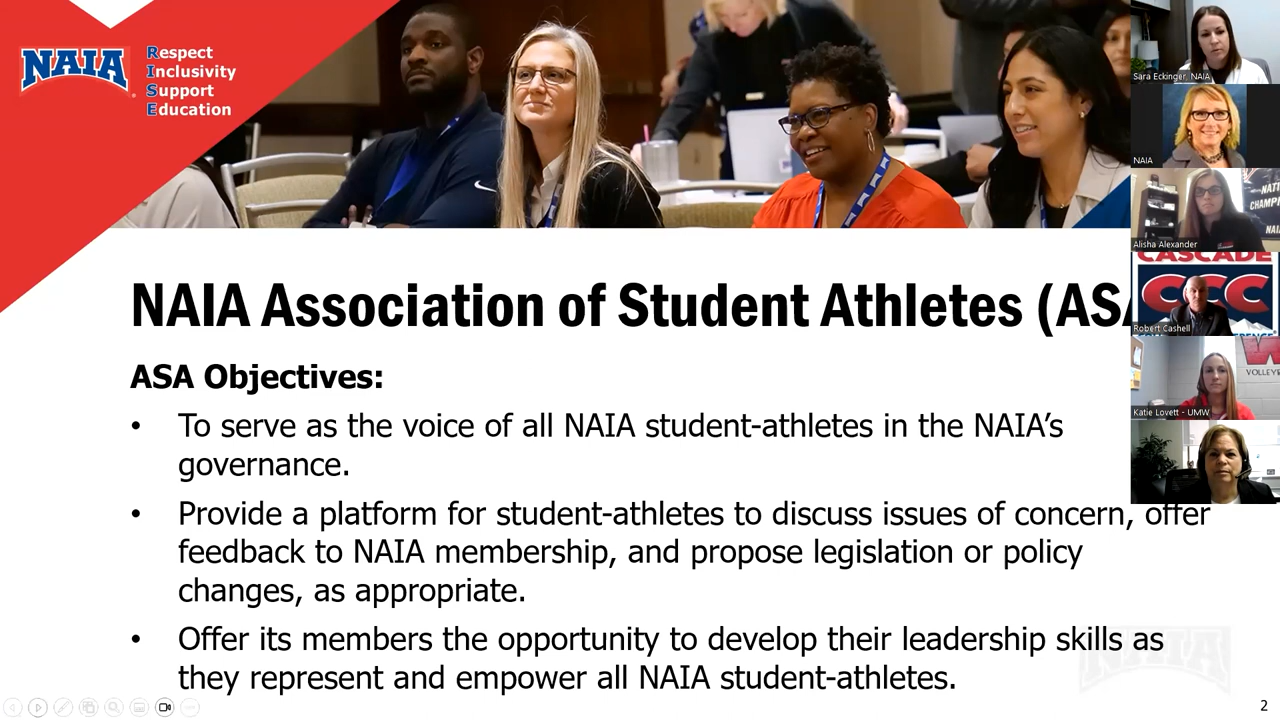 NAIA
Respect
Inclusivity
Support
Education
NAIA Association of Student Athletes (ASA
ASA Objectives:
• To serve as the voice of all NAIA student-athletes in the NAIA’s
governance.
• Provide a platform for student-athletes to discuss issues of concern, offer
feedback to NAIA membership, and propose legislation or policy
changes, as appropriate.
• Offer its members the opportunity to develop their leadership skills as
they represent and empower all NAIA student-athletes.
NAIA
2
Sara Eckinger, NAIA
NAIA
Alisha Alexander
CASCADE
CCC
Robert Cashell
W
VOLLEY
Katie Lovett - UMW